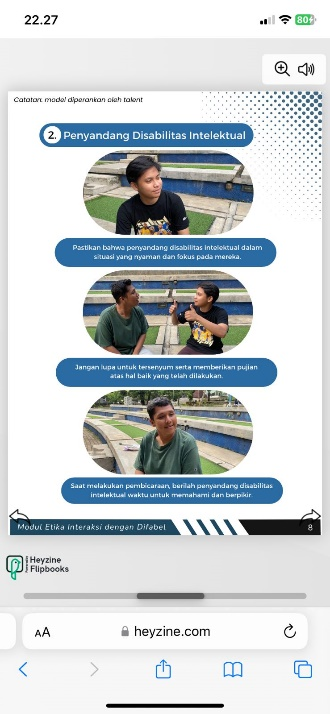 22.27
80
Catatan: model diperankan oleh talent
2. Penyandang Disabilitas Intelektual
Pastikan bahwa penyandang disabilitas intelektual dalam
situasi yang nyaman dan fokus pada mereka.
Jangan lupa untuk tersenyum serta memberikan pujian
atas hal baik yang telah dilakukan.
Saat melakukan pembicaraan, berilah penyandang disabilitas
intelektual waktu untuk memahami dan berpikir
Modul Etika Interaksi dengan Difabel
8
Heyzine
Flipbooks
AA
heyzine.com